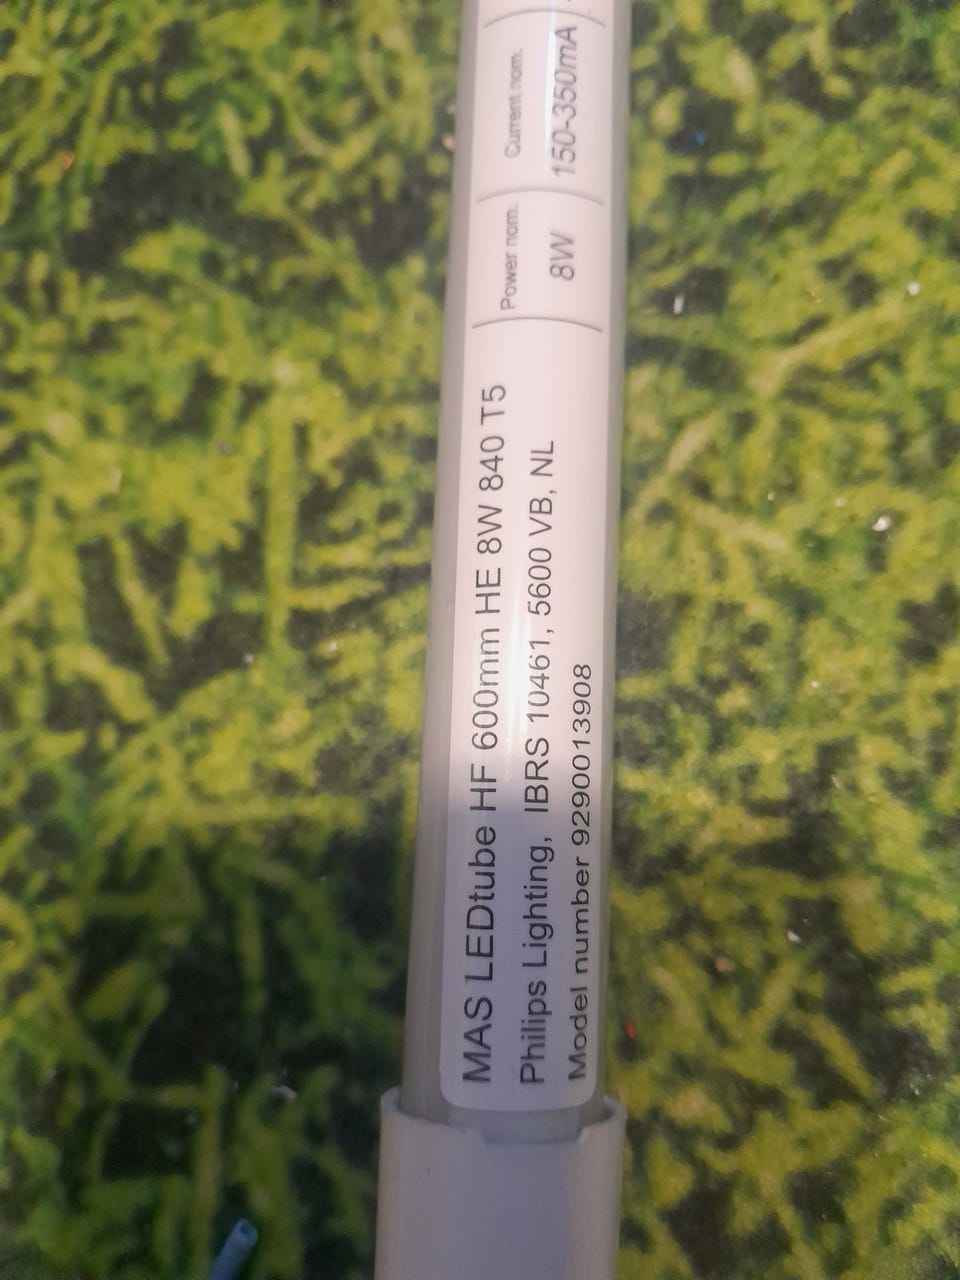 MAS LEDtube HF 600mm HE 8W 840 T5
Philips Lighting, IBRS 10461, 5600 VB, NL
Model number 9290013908
Power nom.
8W
Current nom.
150-350mA